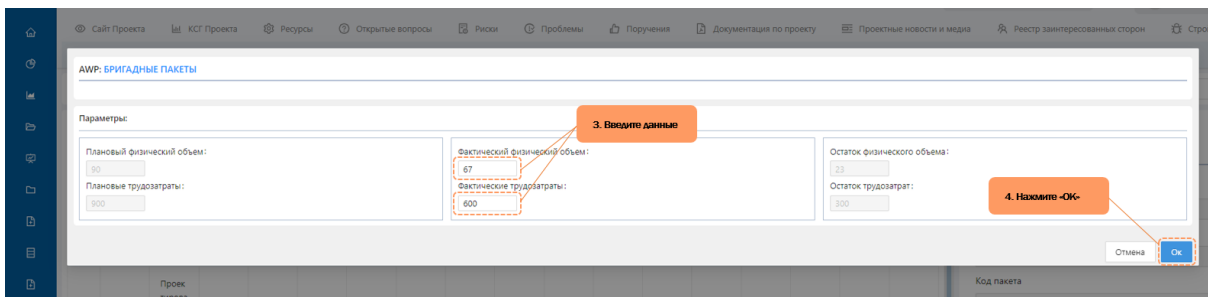 Сайт Проекта КСГ Проекта Ресурсы Открытые вопросы Риски Проблемы Поручения Документация по проекту Проектные новости и медиа Реестр заинтересованных сторон Стро
AWP: БРИГАДНЫЕ ПАКЕТЫ
Параметры:
3. Введите данные
Плановый физический объем:
90
Плановые трудозатраты:
900
Фактический физический объем:
67
Фактические трудозатраты:
600
Остаток физического объема:
23
Остаток трудозатрат:
300
4. Нажмите «ОК»
Отмена Ок
Проек
Код пакета